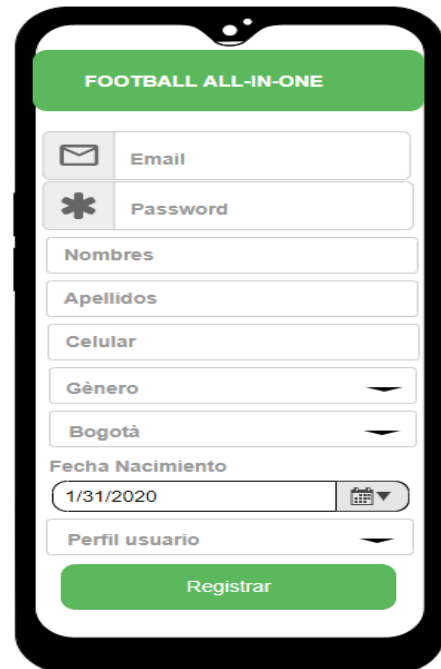 FOOTBALL ALL-IN-ONE
Email
Password
Nombres
Apellidos
Celular
Gènero
Bogotà
Fecha Nacimiento
1/31/2020
Perfil usuario
Registrar